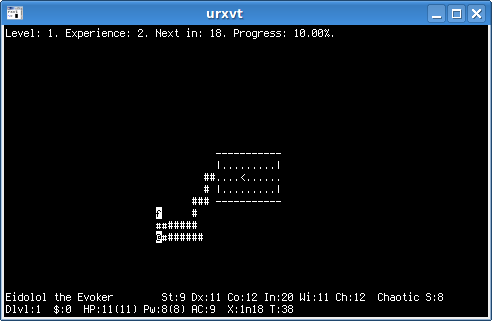 urxvt
Level: 1. Experience: 2. Next in: 18. Progress: 10.00%.
-----------
|.........|
##....<......
# |.........|
### -----------
f #
#######
@#######
Eidolol the Evoker St:9 Dx:11 Co:12 In:20 Wi:11 Ch:12 Chaotic S:8
Dlvl:1 $:0 HP:11(11) Pw:8(8) AC:9 X:1n18 T:38